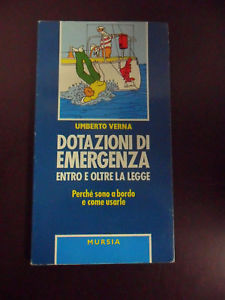 UMBERTO VERNA
DOTAZIONI DI
EMERGENZA
ENTRO E OLTRE LA LEGGE
Perché sono a bordo
e come usarle
MURSIA